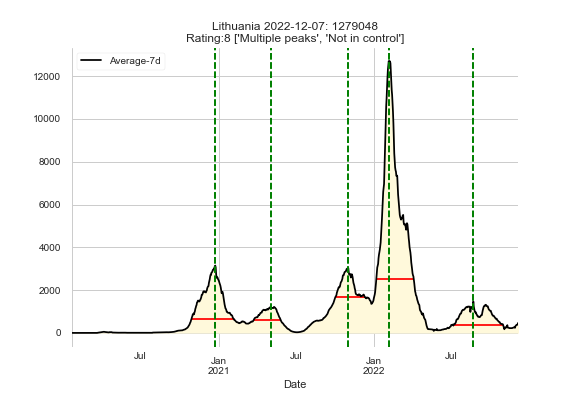 Lithuania 2022-12-07: 1279048
Rating:8 ['Multiple peaks', 'Not in control']
Average-7d
12000
10000
8000
6000
4000
2000
0
Jul
Jan
2021
Jul
Jan
2022
Jul
Date